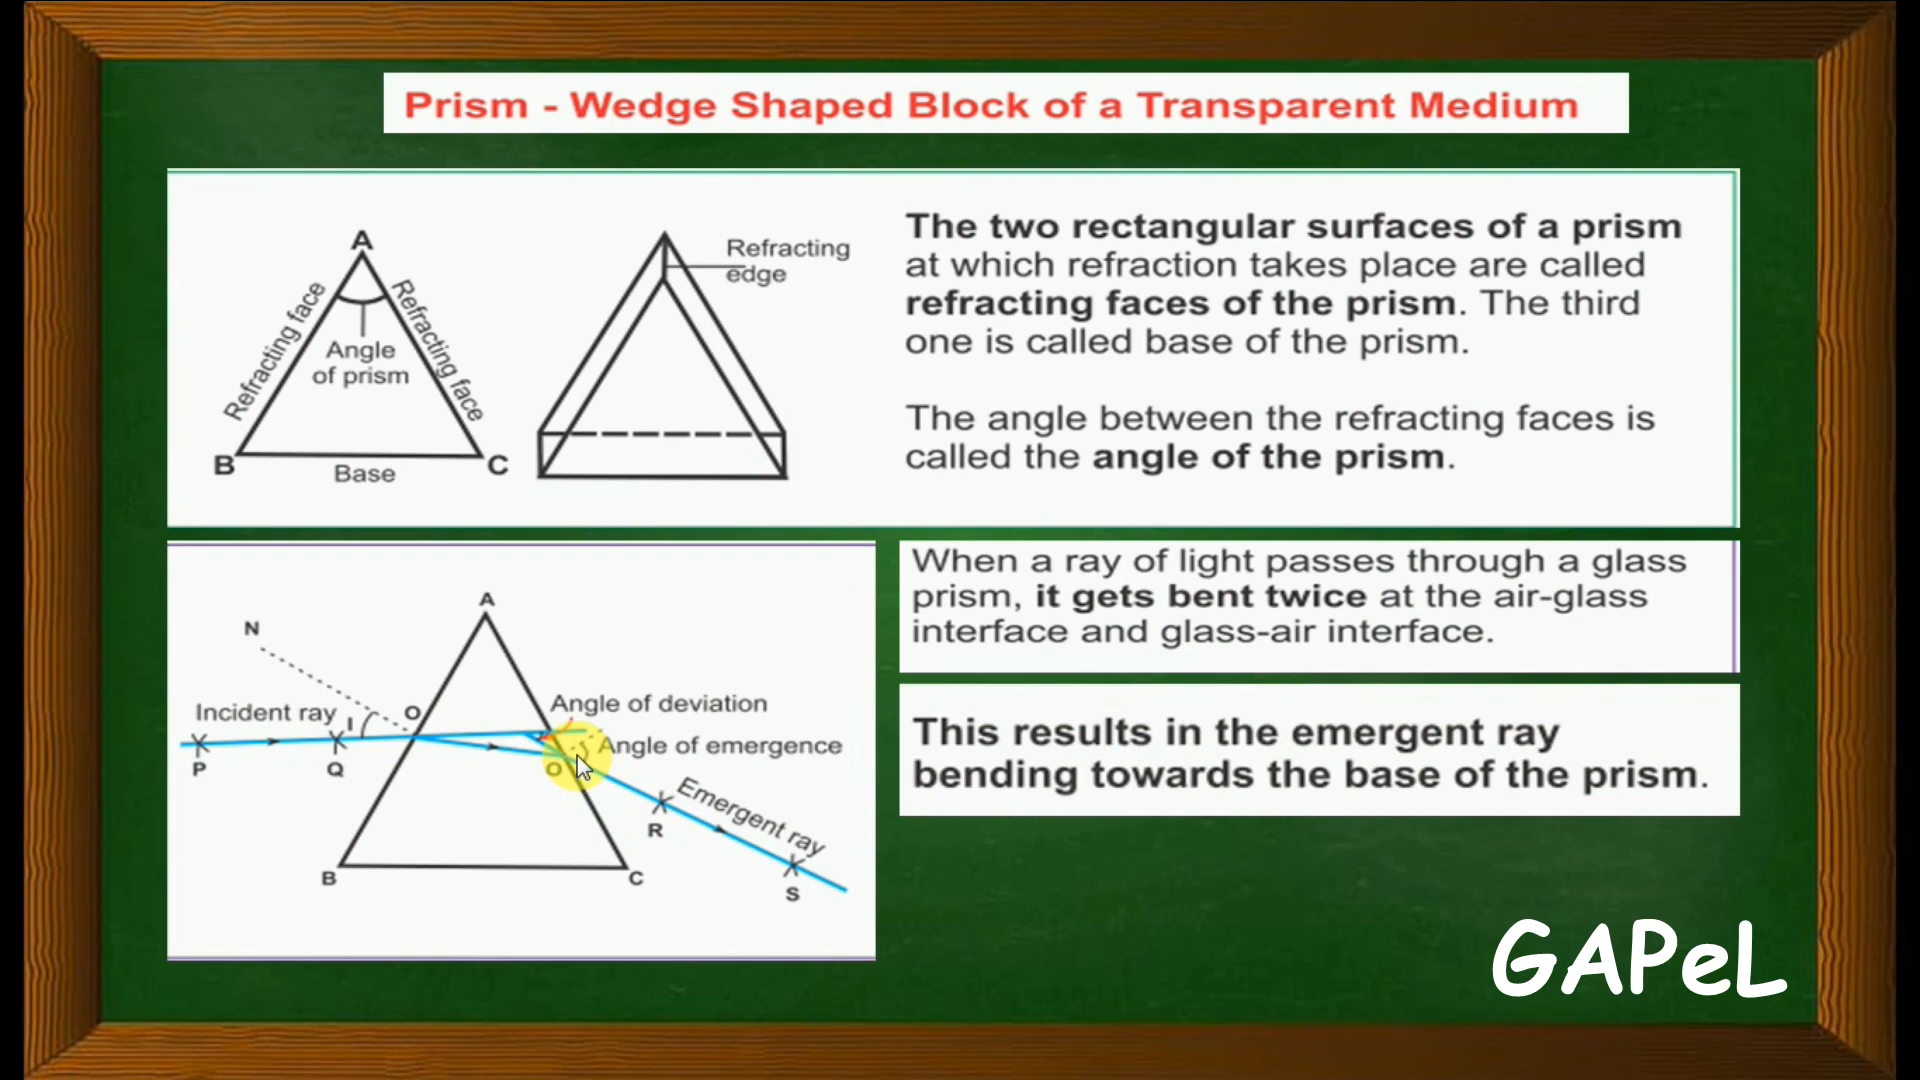 Prism - Wedge Shaped Block of a Transparent Medium
A
Refracting face
Refracting face
Angle
of prism
B
C
Base
Refracting
edge
The two rectangular surfaces of a prism
at which refraction takes place are called
refracting faces of the prism. The third
one is called base of the prism.
The angle between the refracting faces is
called the angle of the prism.
A
N
Incident ray
I
O
Angle of deviation
Angle of emergence
P
Q
O
Emergent ray
R
S
B
C
When a ray of light passes through a glass
prism, it gets bent twice at the air-glass
interface and glass-air interface.
This results in the emergent ray
bending towards the base of the prism.
GAPeL